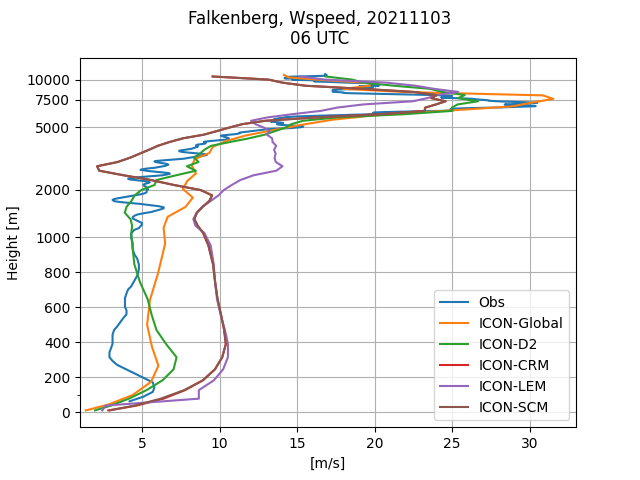 Falkenberg, Wspeed, 20211103
06 UTC
Height [m]
10000
7500
5000
2000
1000
800
600
400
200
0
5
10
15
20
25
30
[m/s]
Obs
ICON-Global
ICON-D2
ICON-CRM
ICON-LEM
ICON-SCM